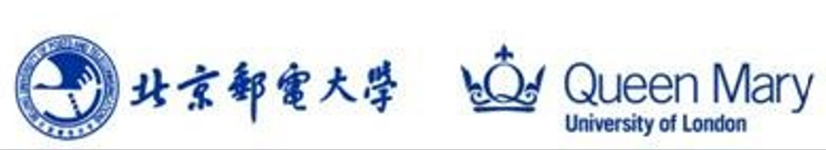 北京郵電大學
Queen Mary
University of London